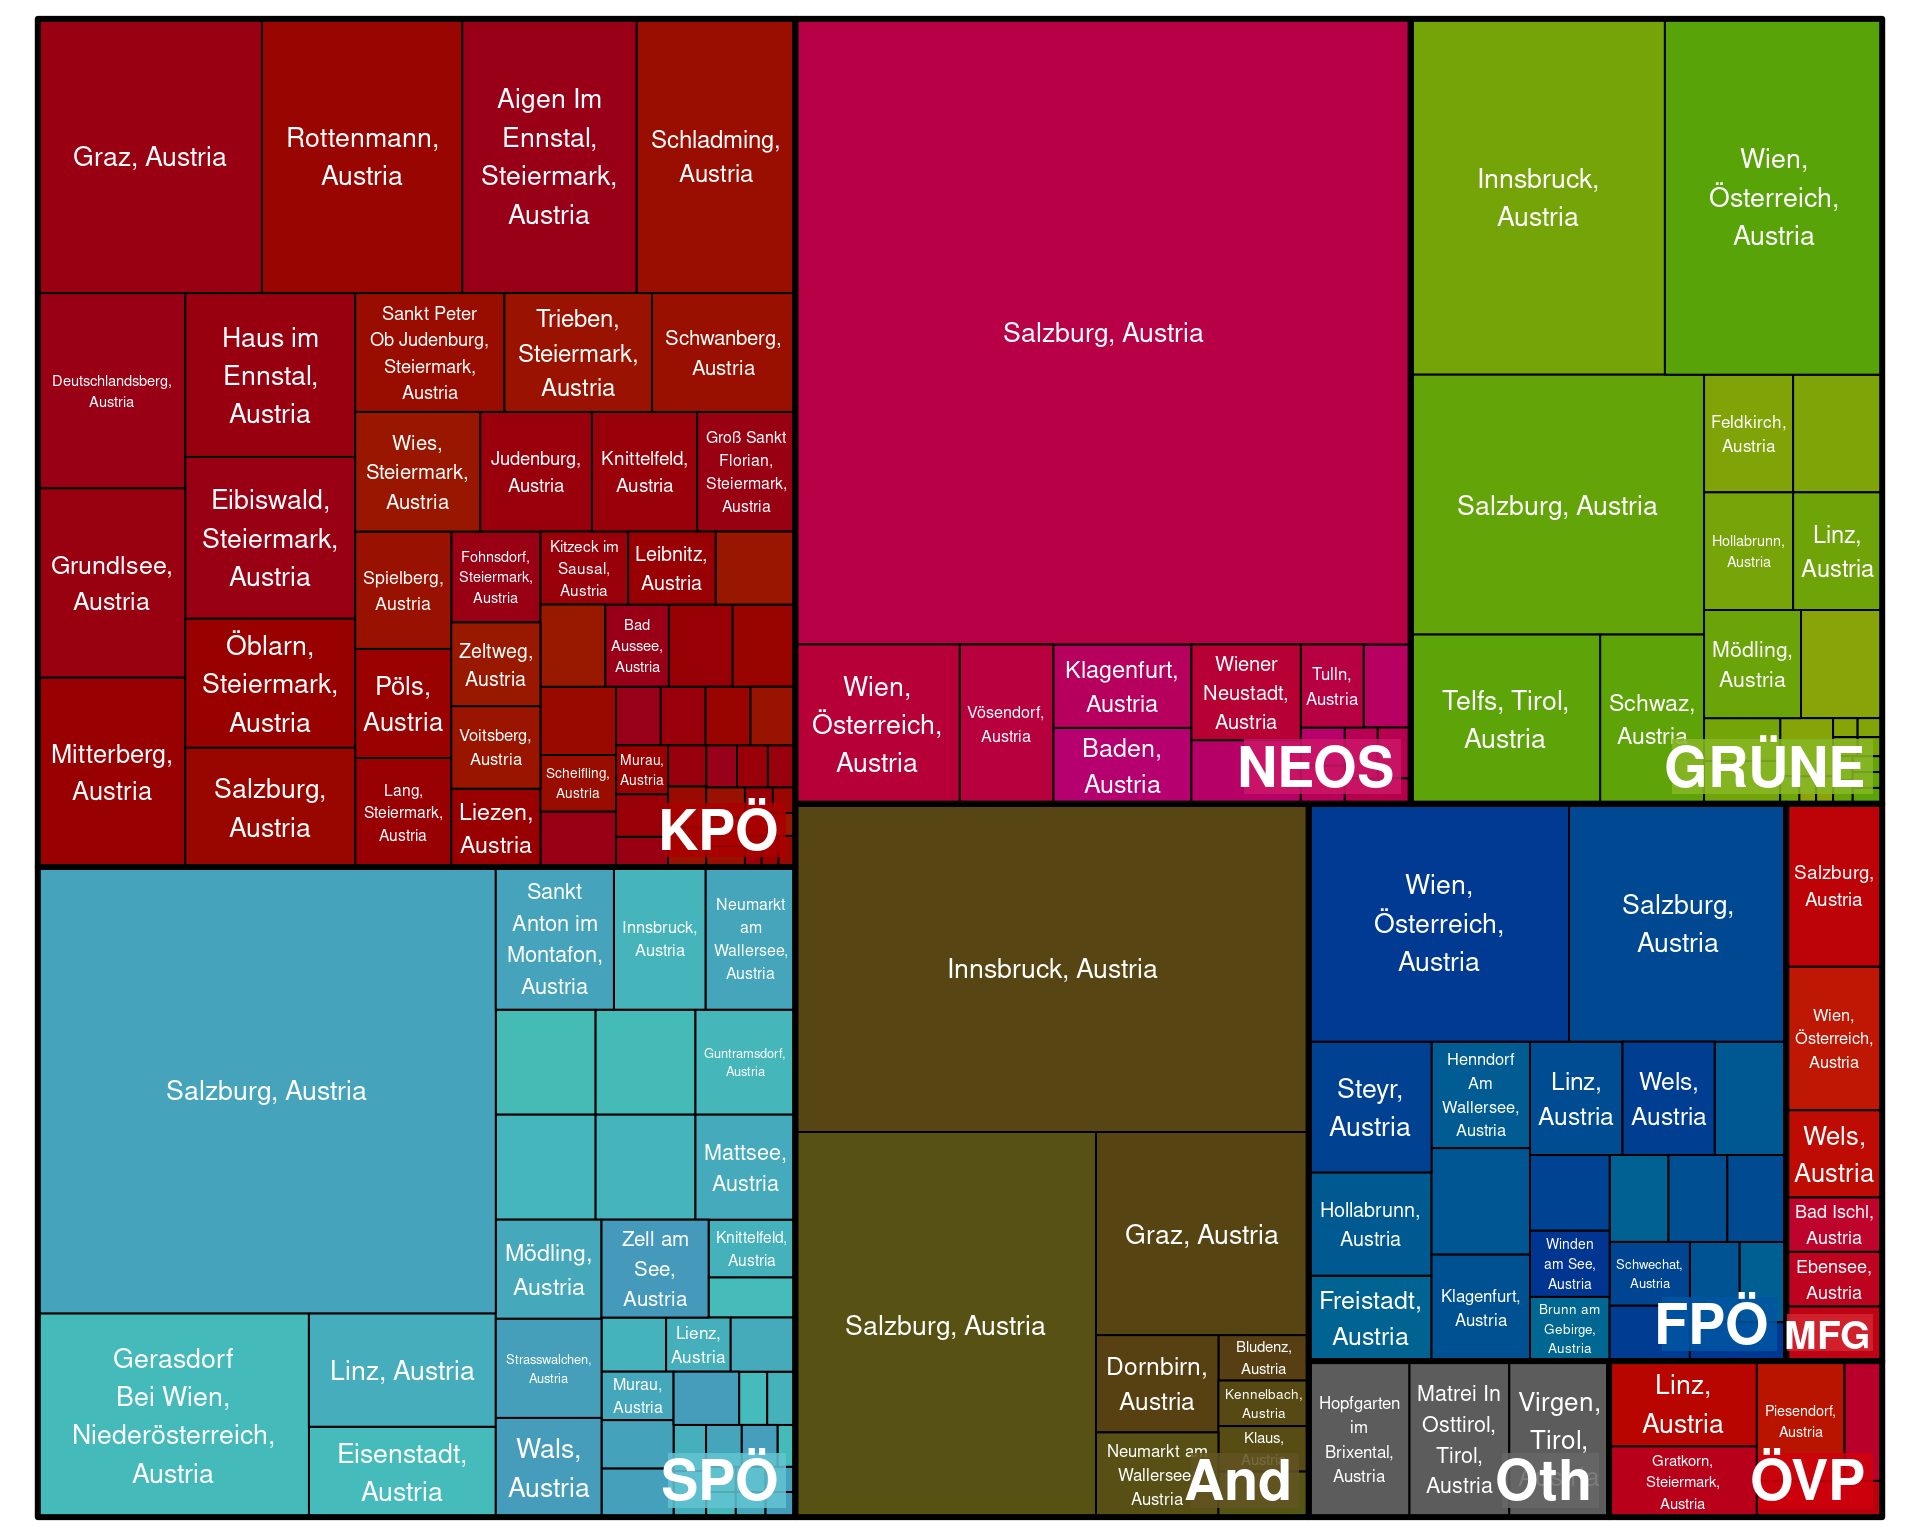 Graz, Austria
Rottenmann,
Austria
Aigen Im
Ennstal,
Steiermark,
Austria
Schladming,
Austria
Deutschlandsberg,
Austria
Haus im
Ennstal,
Austria
Sankt Peter
Ob Judenburg,
Steiermark,
Austria
Trieben,
Steiermark,
Austria
Schwanberg,
Austria
Wies,
Steiermark,
Austria
Judenburg,
Austria
Knittelfeld,
Austria
Groß Sankt
Florian,
Steiermark,
Austria
Grundlsee,
Austria
Eibiswald,
Steiermark,
Austria
Spielberg,
Austria
Fohnsdorf,
Steiermark,
Austria
Kitzeck im
Sausal,
Austria
Leibnitz,
Austria
Öblarn,
Steiermark,
Austria
Pöls,
Austria
Zeltweg,
Austria
Bad
Aussee,
Austria
Mitterberg,
Austria
Salzburg,
Austria
Lang,
Steiermark,
Austria
Voitsberg,
Austria
Liezen,
Austria
Scheifling,
Austria
Murau,
Austria
KPÖ
Salzburg, Austria
Wien,
Österreich,
Austria
Vösendorf,
Austria
Klagenfurt,
Austria
Baden,
Austria
Wiener
Neustadt,
Austria
Tulln,
Austria
NEOS
Innsbruck,
Austria
Wien,
Österreich,
Austria
Salzburg, Austria
Feldkirch,
Austria
Hollabrunn,
Austria
Linz,
Austria
Mödling,
Austria
Telfs, Tirol,
Austria
Schwaz,
Austria
GRÜNE
Salzburg, Austria
Sankt
Anton im
Montafon,
Austria
Innsbruck,
Austria
Neumarkt
am
Wallersee,
Austria
Guntramsdorf,
Austria
Mattsee,
Austria
Mödling,
Austria
Zell am
See,
Austria
Knittelfeld,
Austria
Gerasdorf
Bei Wien,
Niederösterreich,
Austria
Linz, Austria
Eisenstadt,
Austria
Strasswalchen,
Austria
Lienz,
Austria
Murau,
Austria
Wals,
Austria
SPÖ
Innsbruck, Austria
Salzburg, Austria
Graz, Austria
Dornbirn,
Austria
Bludenz,
Austria
Kennelbach,
Austria
Neumarkt am
Wallersee,
Austria
Klaus,
Austria
And
Wien,
Österreich,
Austria
Salzburg,
Austria
Steyr,
Austria
Henndorf
Am
Wallersee,
Austria
Linz,
Austria
Wels,
Austria
Hollabrunn,
Austria
Freistadt,
Austria
Klagenfurt,
Austria
Winden
am See,
Austria
Brunn am
Gebirge,
Austria
Schwechat,
Austria
FPÖ
Salzburg,
Austria
Wien,
Österreich,
Austria
Wels,
Austria
Bad Ischl,
Austria
Ebensee,
Austria
MFG
Hopfgarten
im
Brixental,
Austria
Matrei In
Osttirol,
Tirol,
Austria
Virgen,
Tirol,
Austria
Oth
Linz,
Austria
Gratkorn,
Steiermark,
Austria
Piesendorf,
Austria
ÖVP